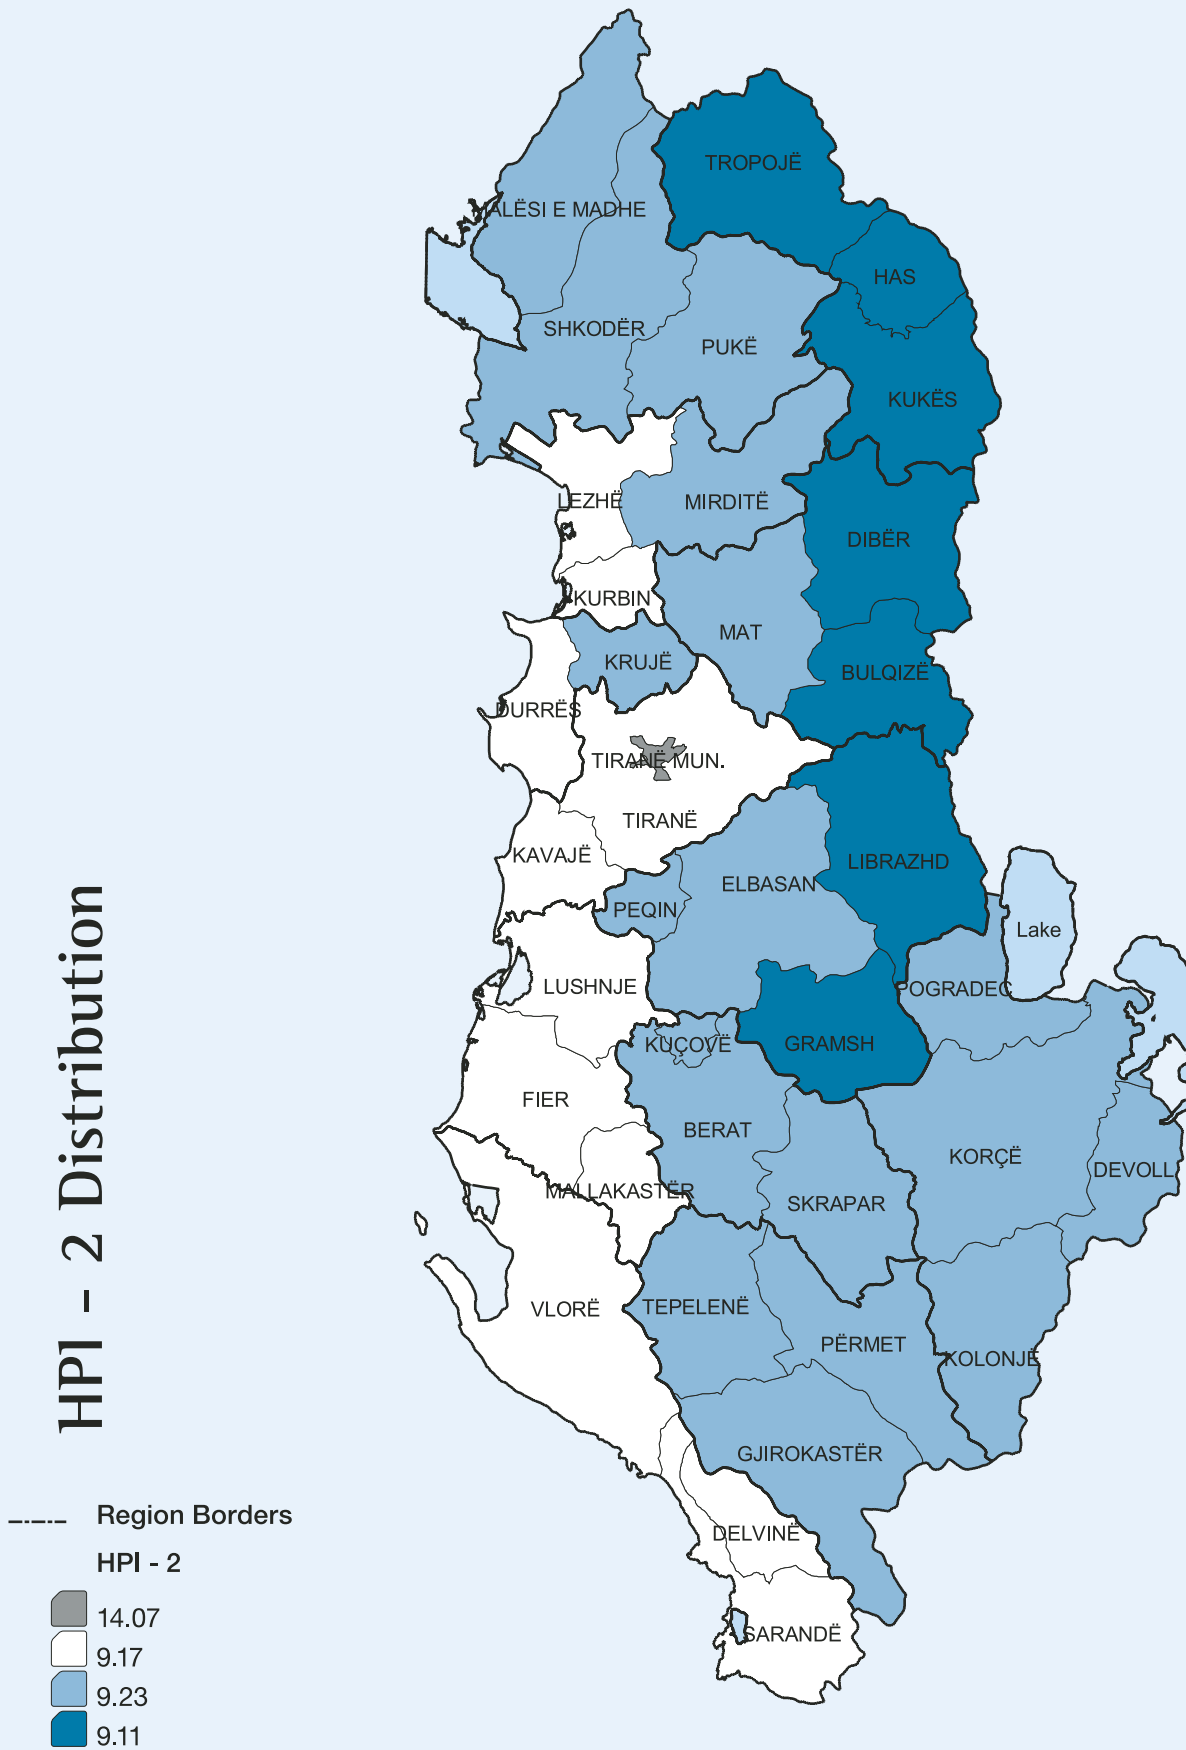 HPI - 2 Distribution
TROPOJË
MALËSI E MADHE
HAS
SHKODËR
PUKË
KUKËS
LEZHË
MIRDITË
DIBËR
KURBIN
MAT
KRUJË
BULQIZË
DURRËS
TIRANË MUN.
TIRANË
KAVAJË
LIBRAZHD
ELBASAN
PEQIN
Lake
LUSHNJE
POGRADEC
KUÇOVË
GRAMSH
FIER
BERAT
KORÇË
DEVOLL
MALLAKASTËR
SKRAPAR
VLORË
TEPELENË
PËRMET
KOLONJË
GJIROKASTËR
DELVINË
SARANDË
Region Borders
HPI - 2
14.07
9.17
9.23
9.11